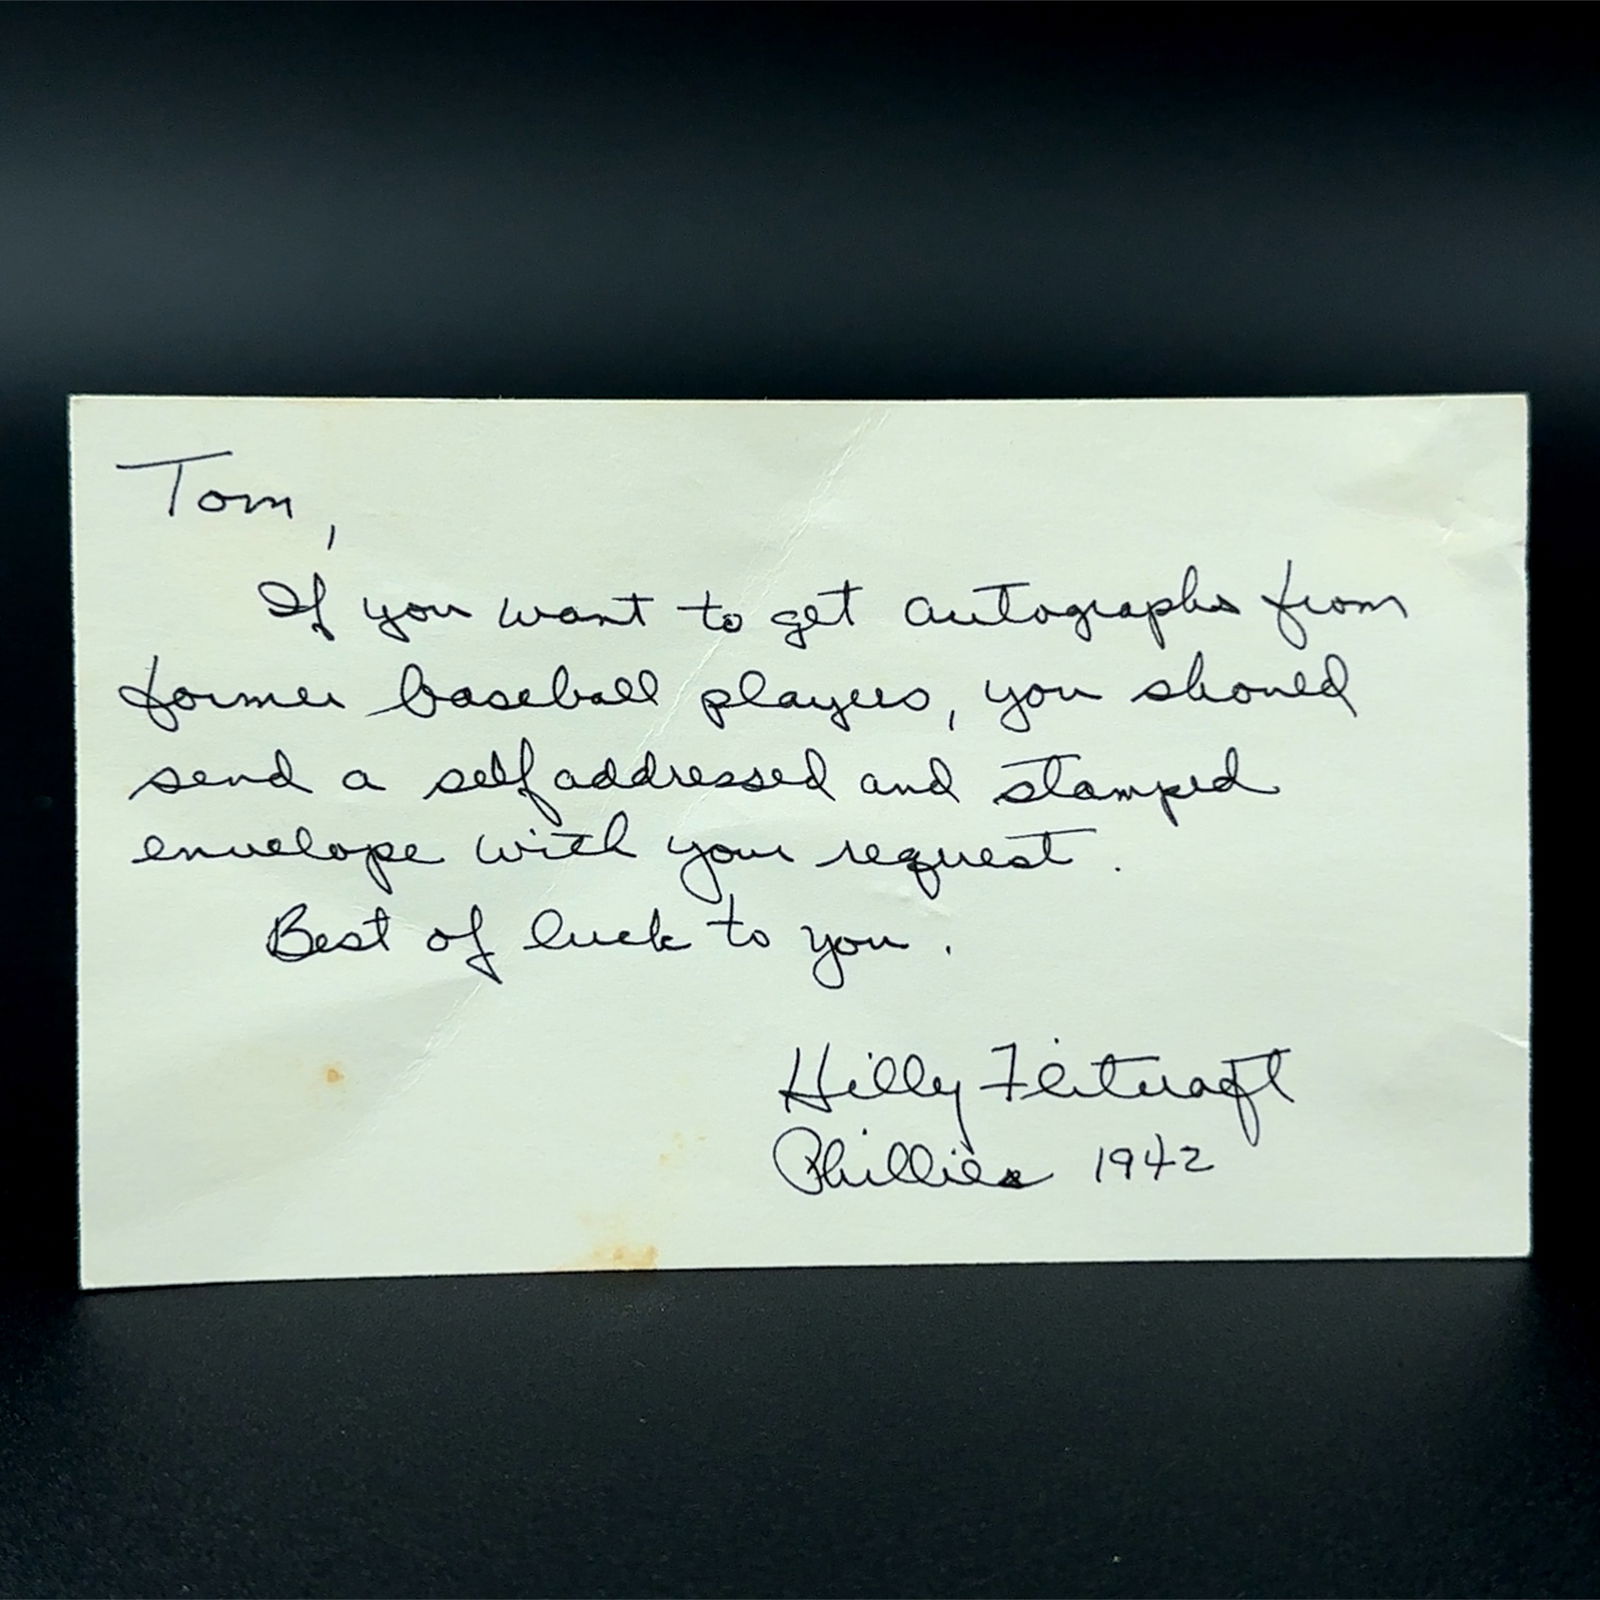 Tom,
If you want to get autographs from
former baseball players, you should
send a self addressed and stamped
envelope with your request.
Best of luck to you.
Hilly Flitcraft
Phillies 1942